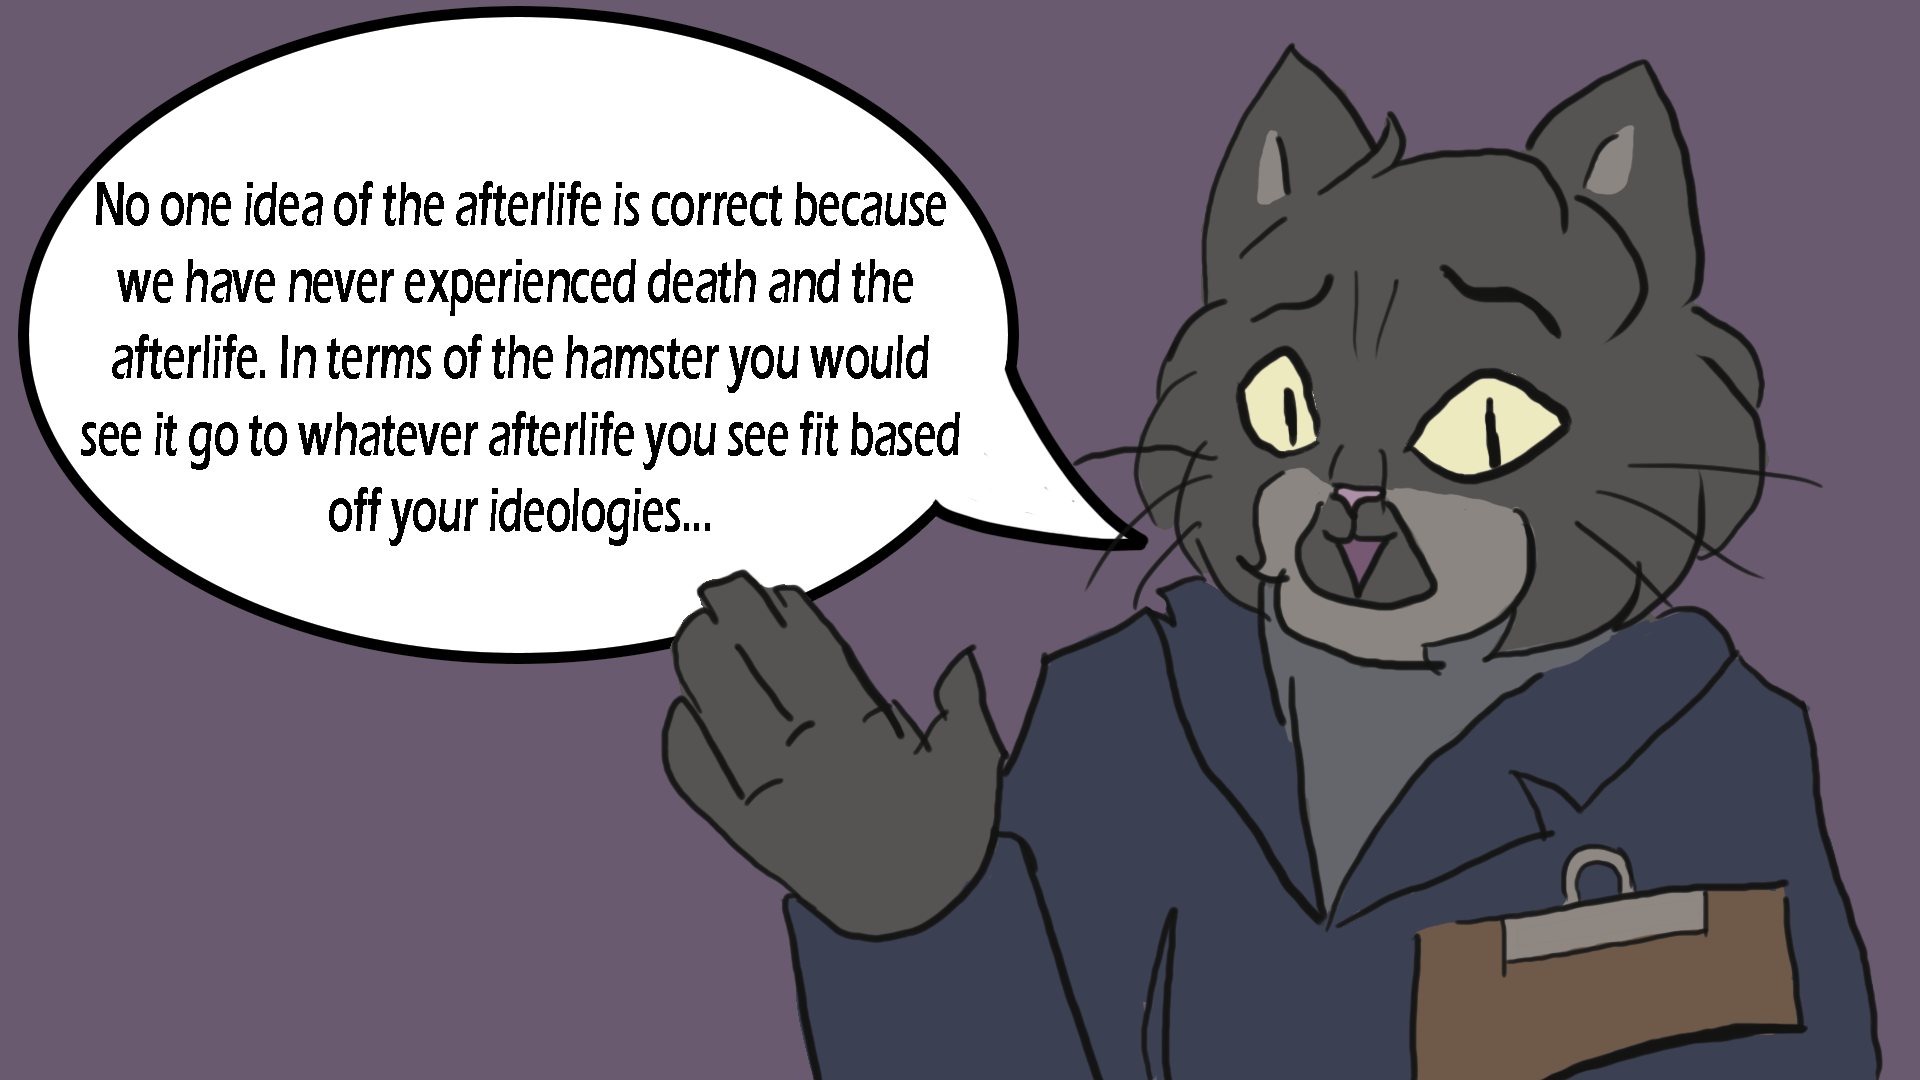 No one idea of the afterlife is correct because
we have never experienced death and the
afterlife. In terms of the hamster you would
see it go to whatever afterlife you see fit based
off your ideologies...